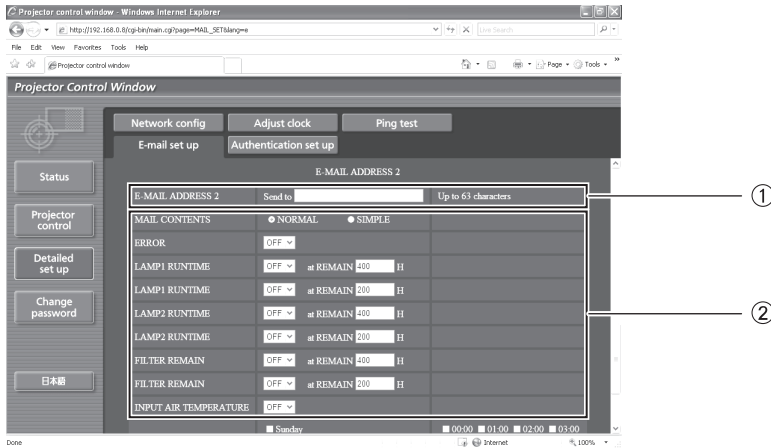 Projector control window - Windows Internet Explorer
http://192.168.0.8/cgi-bin/main.cgi?page=MAIL_SET&lang=e
Live Search
File Edit View Favorites Tools Help
Projector control window
Page Tools
Projector Control Window
Network config Adjust clock Ping test
E-mail set up Authentication set up
Status
Projector control
Detailed set up
Change password
日本語
E-MAIL ADDRESS 2
E-MAIL ADDRESS 2 Send to Up to 63 characters
MAIL CONTENTS NORMAL SIMPLE
ERROR OFF
LAMP1 RUNTIME OFF at REMAIN 400 H
LAMP1 RUNTIME OFF at REMAIN 200 H
LAMP2 RUNTIME OFF at REMAIN 400 H
LAMP2 RUNTIME OFF at REMAIN 200 H
FILTER REMAIN OFF at REMAIN 400 H
FILTER REMAIN OFF at REMAIN 200 H
INPUT AIR TEMPERATURE OFF
Sunday 00:00 01:00 02:00 03:00
Done Internet 100%
①
②